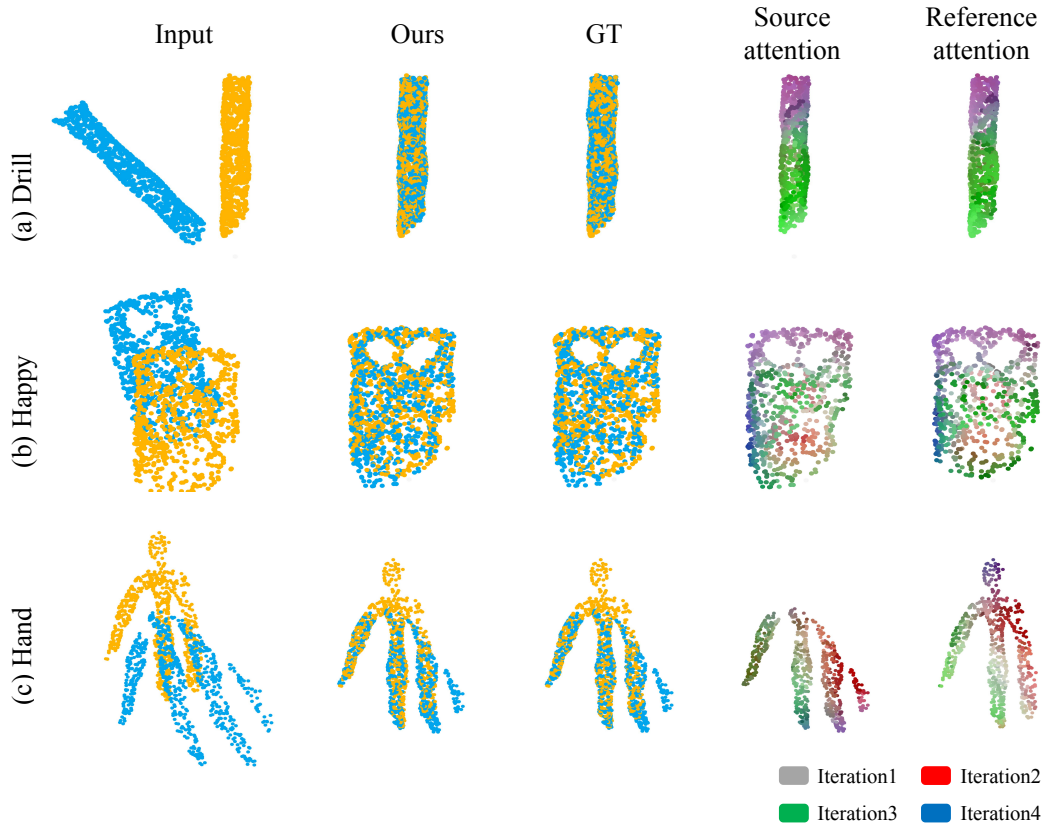 Input
Ours
GT
Source
attention
Reference
attention
(a) Drill
(b) Happy
(c) Hand
Iteration1
Iteration2
Iteration3
Iteration4